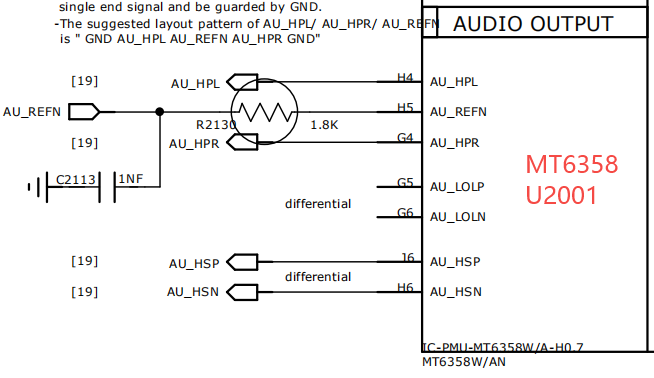 single end signal and be guarded by GND.
-The suggested layout pattern of AU_HPL/ AU_HPR/ AU_REFN
is " GND AU_HPL AU_REFN AU_HPR GND"
AUDIO OUTPUT
[19]
AU_HPL
H4
AU_HPL
AU_REFN
H5
AU_REFN
R2130
1.8K
[19]
AU_HPR
G4
AU_HPR
MT6358
U2001
C2113
1NF
G5
AU_LOLP
differential
G6
AU_LOLN
[19]
AU_HSP
J6
AU_HSP
differential
[19]
AU_HSN
H6
AU_HSN
IC-PMU-MT6358W/A-H0.7
MT6358W/AN